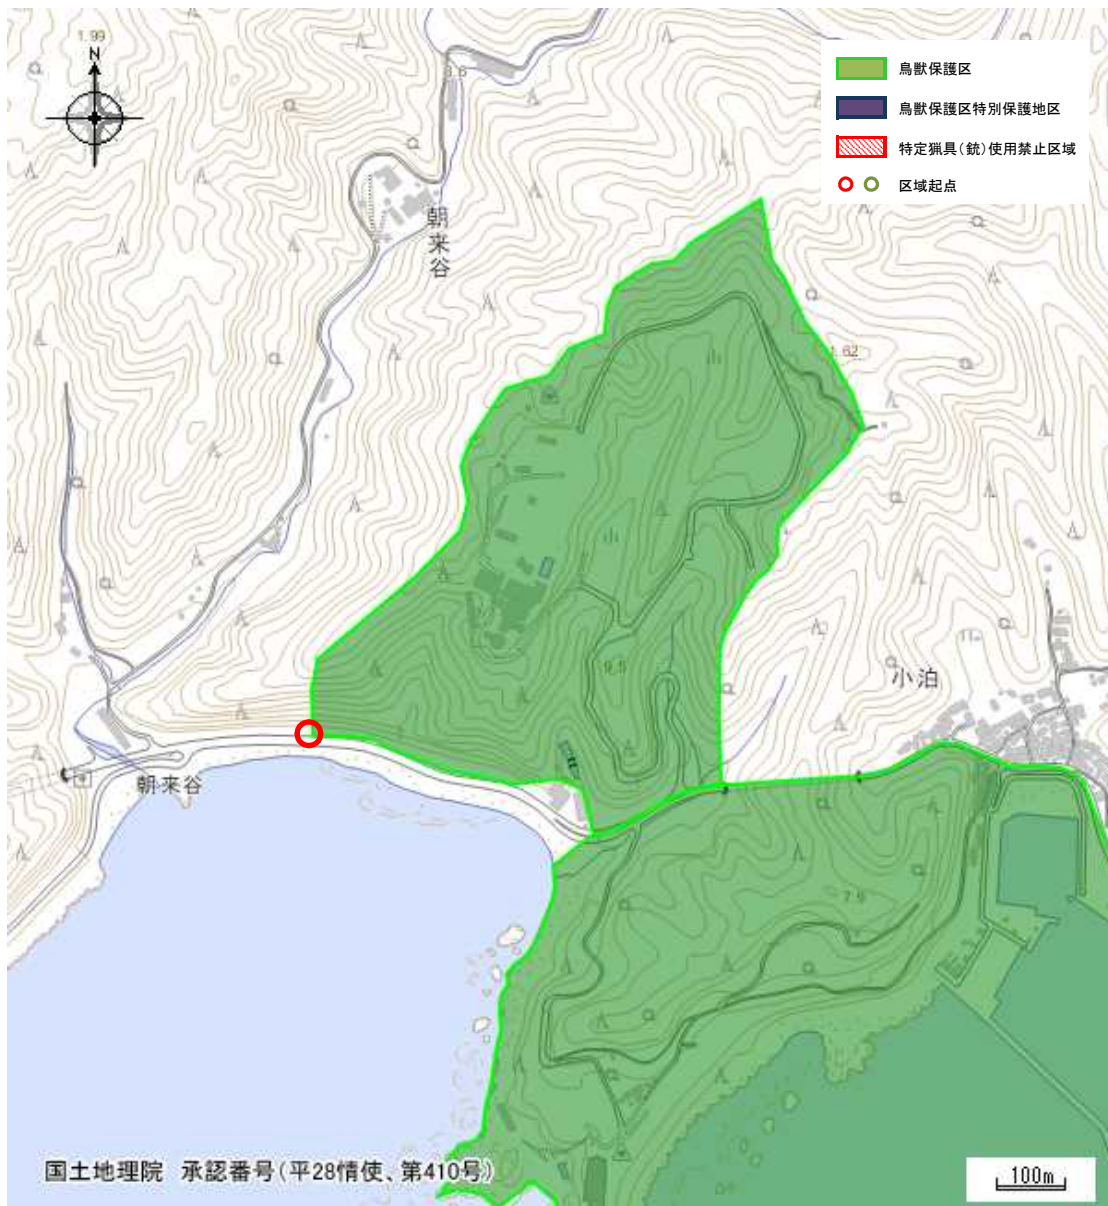 1.99
N
鳥獣保護区
鳥獣保護区特別保護地区
特定猟具(銃)使用禁止区域
区域起点
朝来谷
1.62
9.5
小泊
朝来谷
7.6
国土地理院 承認番号(平28情使、第410号)
100m